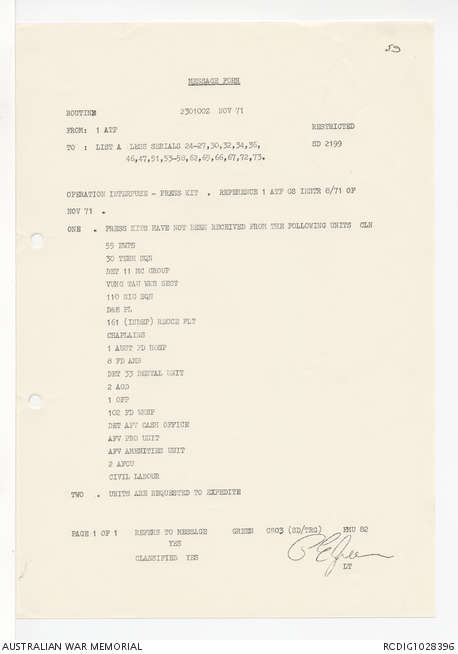 53
MESSAGE FORM
ROUTINE 230100Z NOV 71
FROM: 1 ATF RESTRICTED
TO : LIST A LESS SERIALS 24-27,30,32,34,36, SD 2199
46,47,51,53-58,62,65,66,67,72,73.
OPERATION INTERFUSE - PRESS KIT . REFERENCE 1 ATF GS INSTR 8/71 OF
NOV 71 .
ONE . PRESS KITS HAVE NOT BEEN RECEIVED FROM THE FOLLOWING UNITS CLN
55 EWPS
30 TERM SQN
DET 11 MC GROUP
VUNG TAU WKS SECT
110 SIG SQN
D&E PL
161 (INDEP) RECCE FLT
CHAPLAINS
1 AUST FD HOSP
8 FD AMB
DET 33 DENTAL UNIT
2 AOD
1 OFP
102 FD WKSP
DET AFV CASH OFFICE
AFV PRO UNIT
AFV AMENITIES UNIT
2 AFCU
CIVIL LABOUR
TWO . UNITS ARE REQUESTED TO EXPEDITE
PAGE 1 OF 1 REFERS TO MESSAGE GREEN GSO3 (SD/TRG) EMU 82
YES
CLASSIFIED YES
LT
AUSTRALIAN WAR MEMORIAL RCDIG1028396